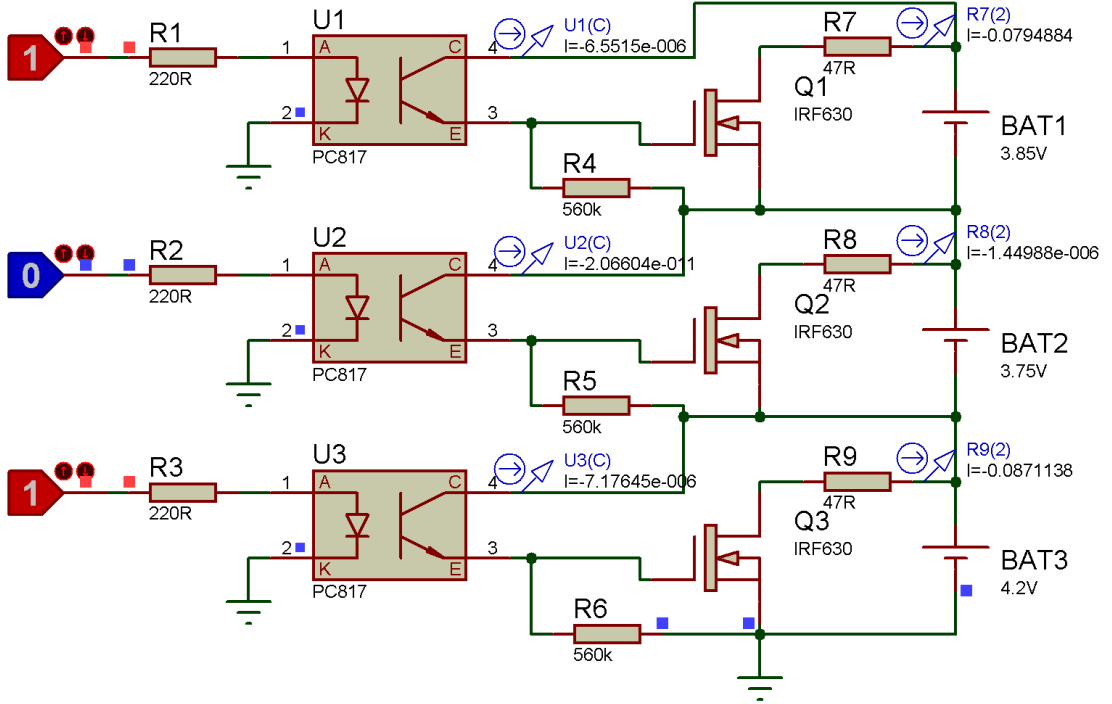 1
R1
220R
1
2
U1
A
K
C
E
PC817
4
3
U1(C)
I=-6.5515e-006
R4
560k
Q1
IRF630
R7
47R
R7(2)
I=-0.0794884
BAT1
3.85V
0
R2
220R
1
2
U2
A
K
C
E
PC817
4
3
U2(C)
I=-2.06604e-011
R5
560k
Q2
IRF630
R8
47R
R8(2)
I=-1.44988e-006
BAT2
3.75V
1
R3
220R
1
2
U3
A
K
C
E
PC817
4
3
U3(C)
I=-7.17645e-006
R6
560k
Q3
IRF630
R9
47R
R9(2)
I=-0.0871138
BAT3
4.2V